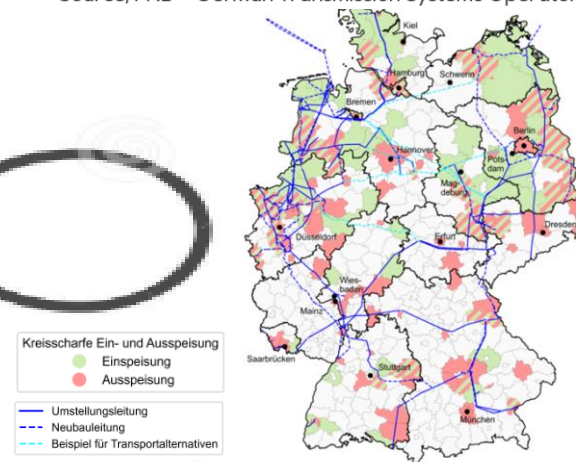 Source, FNB – German Transmission Systems Operator
Kiel
Hamburg
Schwerin
Bremen
Berlin
Hannover
Pots-
dam
Mag-
deburg
Düsseldorf
Erfurt
Dresden
Wies-
baden
Mainz
Saarbrücken
Stuttgart
München
Kreisscharfe Ein- und Ausspeisung
Einspeisung
Ausspeisung
Umstellungsleitung
Neubauleitung
Beispiel für Transportalternativen